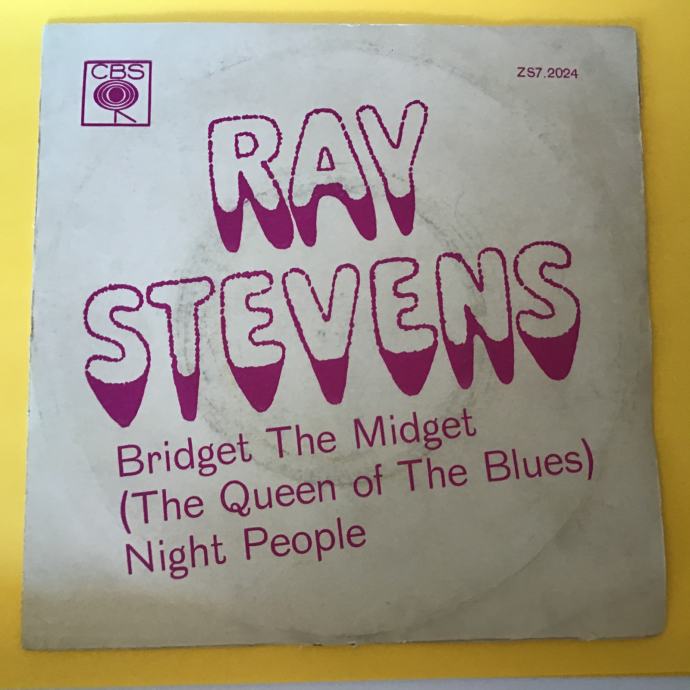 CBS
ZS7.2024
RAY
STEVENS
Bridget The Midget
(The Queen of The Blues)
Night People